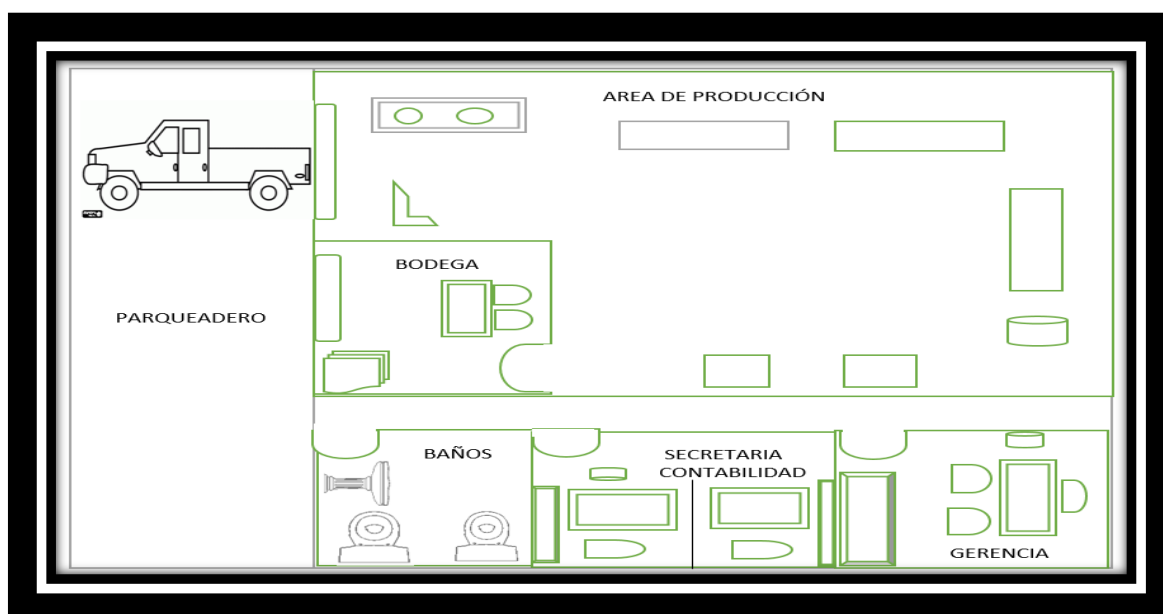 AREA DE PRODUCCIÓN
BODEGA
PARQUEADERO
BAÑOS
SECRETARIA
CONTABILIDAD
GERENCIA